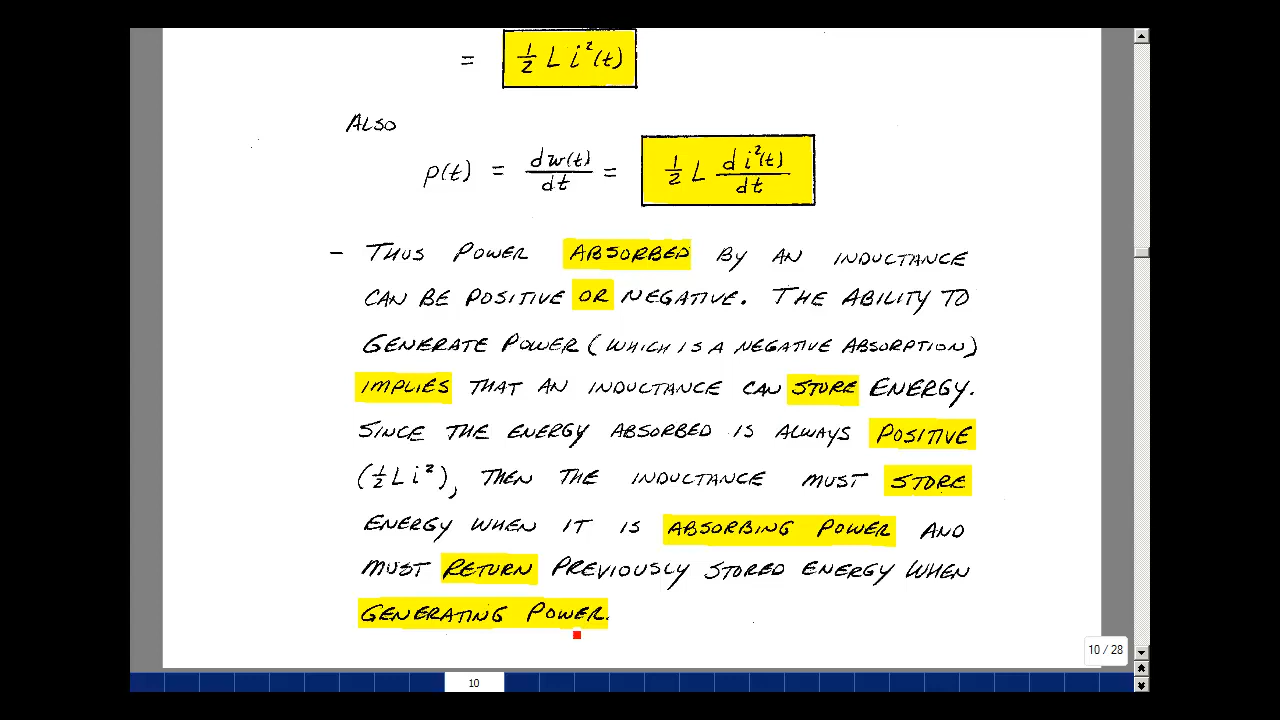 = ½ L i²(t)
ALSO
p(t) = dw(t)/dt = ½ L di²(t)/dt
- THUS POWER ABSORBED BY AN INDUCTANCE
CAN BE POSITIVE OR NEGATIVE. THE ABILITY TO
GENERATE POWER (WHICH IS A NEGATIVE ABSORPTION)
IMPLIES THAT AN INDUCTANCE CAN STORE ENERGY.
SINCE THE ENERGY ABSORBED IS ALWAYS POSITIVE
(½ L i²), THEN THE INDUCTANCE MUST STORE
ENERGY WHEN IT IS ABSORBING POWER AND
MUST RETURN PREVIOUSLY STORED ENERGY WHEN
GENERATING POWER.
10 / 28
10